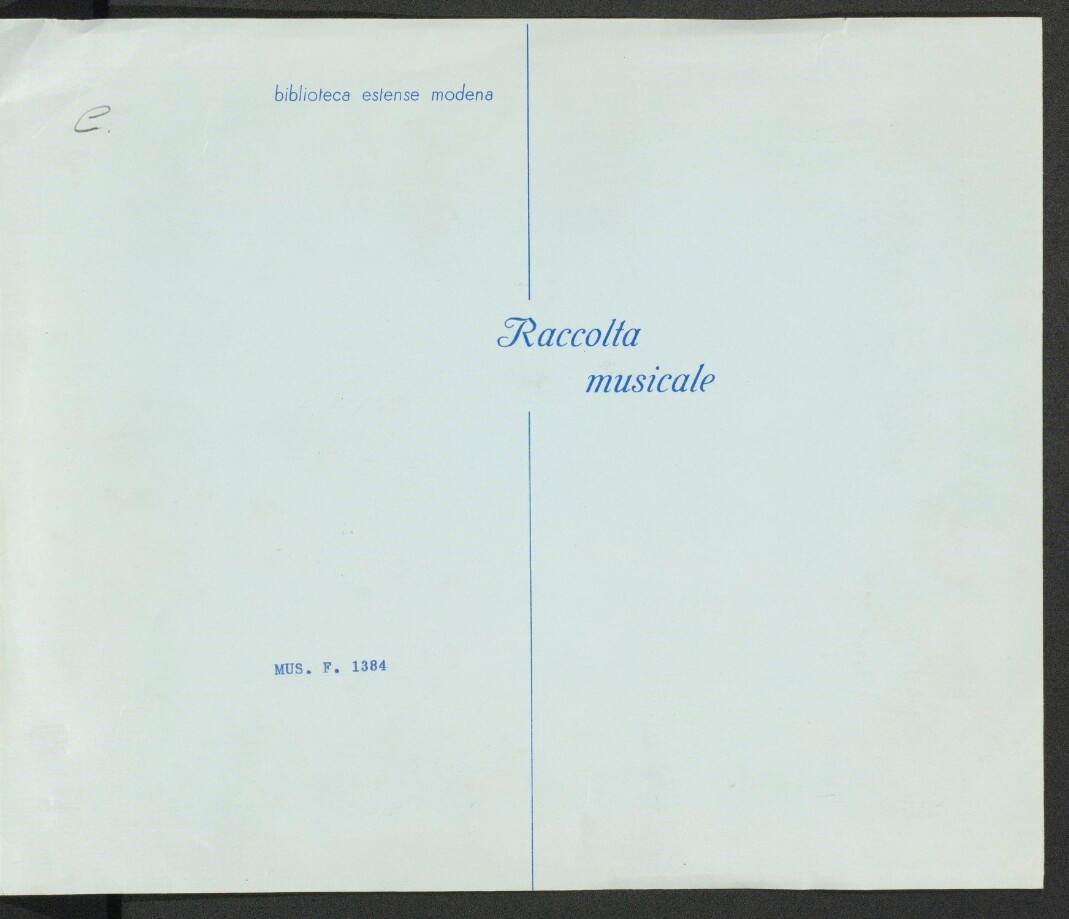 biblioteca estense modena
e.
Raccolta
musicale
MUS. F. 1384